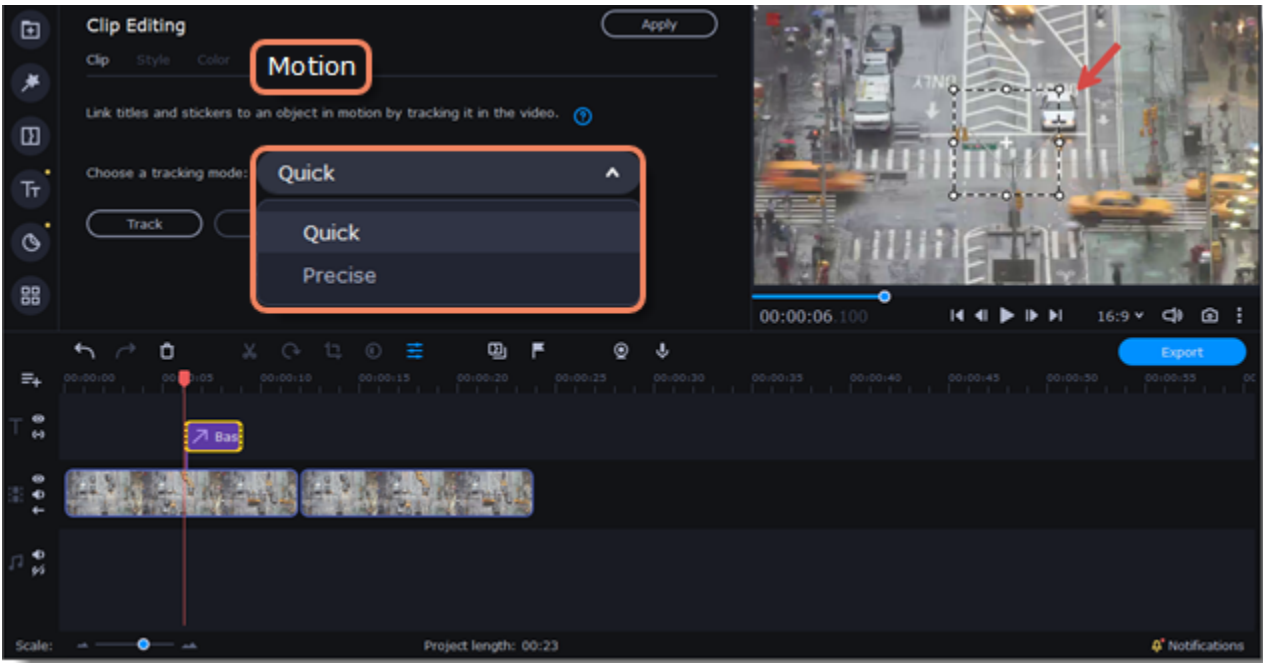 Clip Editing
Apply
Clip Style Color Motion
Link titles and stickers to an object in motion by tracking it in the video. ?
Choose a tracking mode: Quick
Track
Quick
Precise
ONLY
00:00:06.100
16:9
Export
00:00:00 00:00:05 00:00:10 00:00:15 00:00:20 00:00:25 00:00:30 00:00:35 00:00:40 00:00:45 00:00:50 00:00:55
Bas
Scale:
Project length: 00:23
Notifications